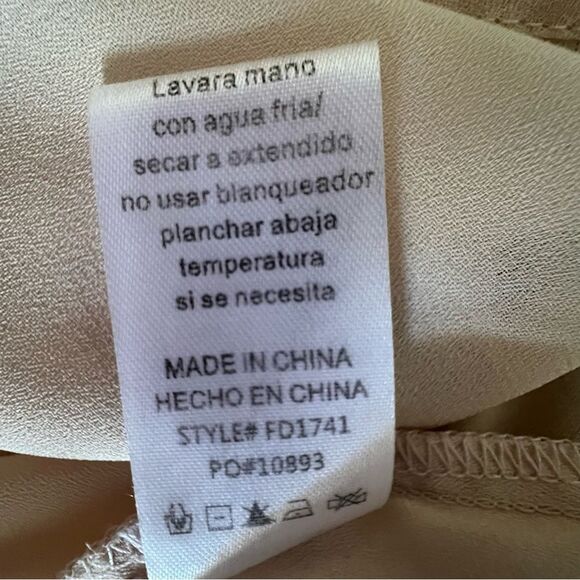 Lavara mano
con agua fria/
secar a extendido
no usar blanqueador
planchar abaja
temperatura
si se necesita
MADE IN CHINA
HECHO EN CHINA
STYLE# FD1741
PO#10893